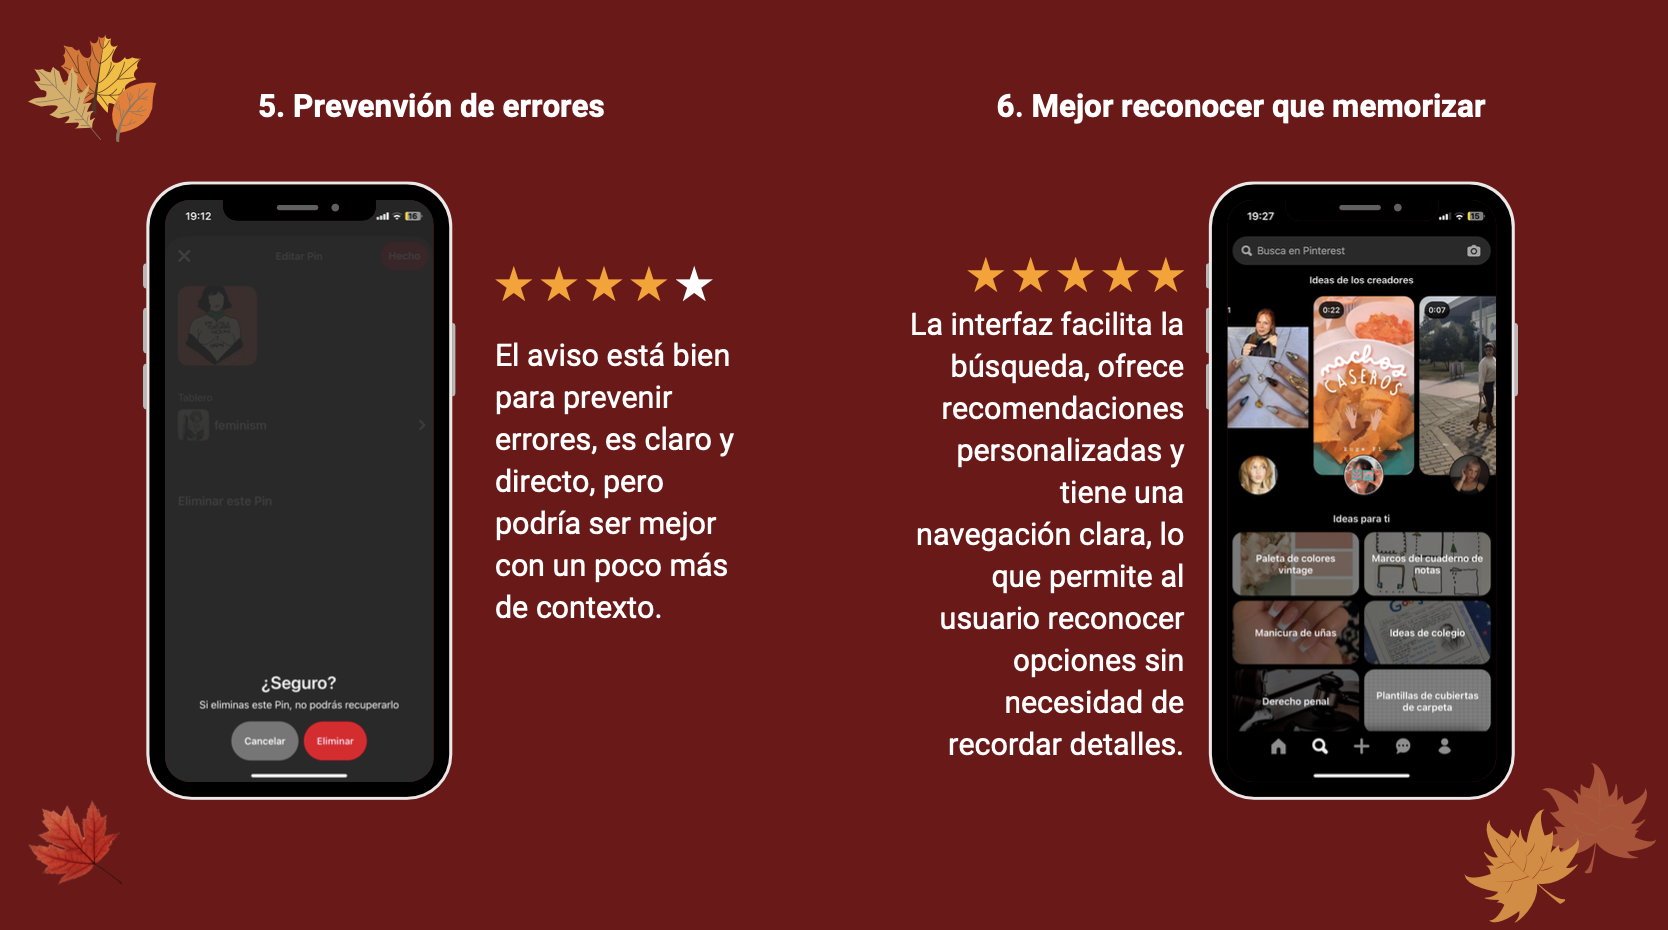 5. Prevenvión de errores
19:12
16
Editar Pin
Hecho
Tablero
feminism
Eliminar este Pin
¿Seguro?
Si eliminas este Pin, no podrás recuperarlo
Cancelar
Eliminar
El aviso está bien
para prevenir
errores, es claro y
directo, pero
podría ser mejor
con un poco más
de contexto.
6. Mejor reconocer que memorizar
La interfaz facilita la
búsqueda, ofrece
recomendaciones
personalizadas y
tiene una
navegación clara, lo
que permite al
usuario reconocer
opciones sin
necesidad de
recordar detalles.
19:27
15
Busca en Pinterest
Ideas de los creadores
0:22
0:07
nachos
CASEROS
Ideas para ti
Paleta de colores
vintage
Marcos del cuaderno de
notas
Manicura de uñas
Ideas de colegio
Derecho penal
Plantillas de cubiertas
de carpeta